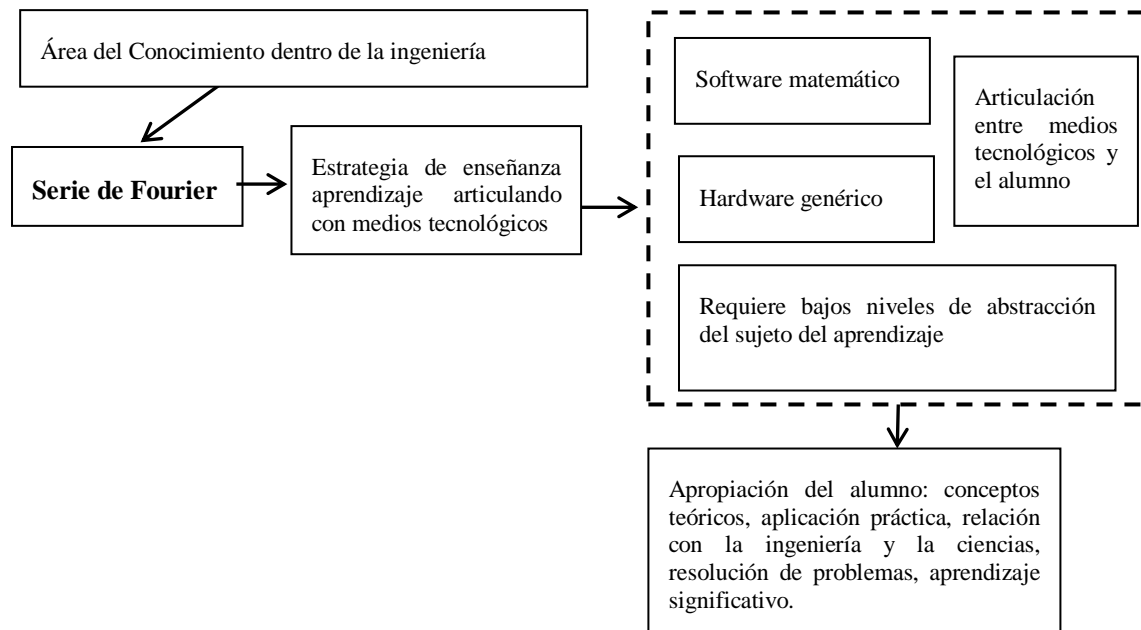 Área del Conocimiento dentro de la ingeniería
Serie de Fourier
Estrategia de enseñanza
aprendizaje articulando
con medios tecnológicos
Software matemático
Articulación
entre medios
tecnológicos y
el alumno
Hardware genérico
Requiere bajos niveles de abstracción
del sujeto del aprendizaje
Apropiación del alumno: conceptos
teóricos, aplicación práctica, relación
con la ingeniería y la ciencias,
resolución de problemas, aprendizaje
significativo.